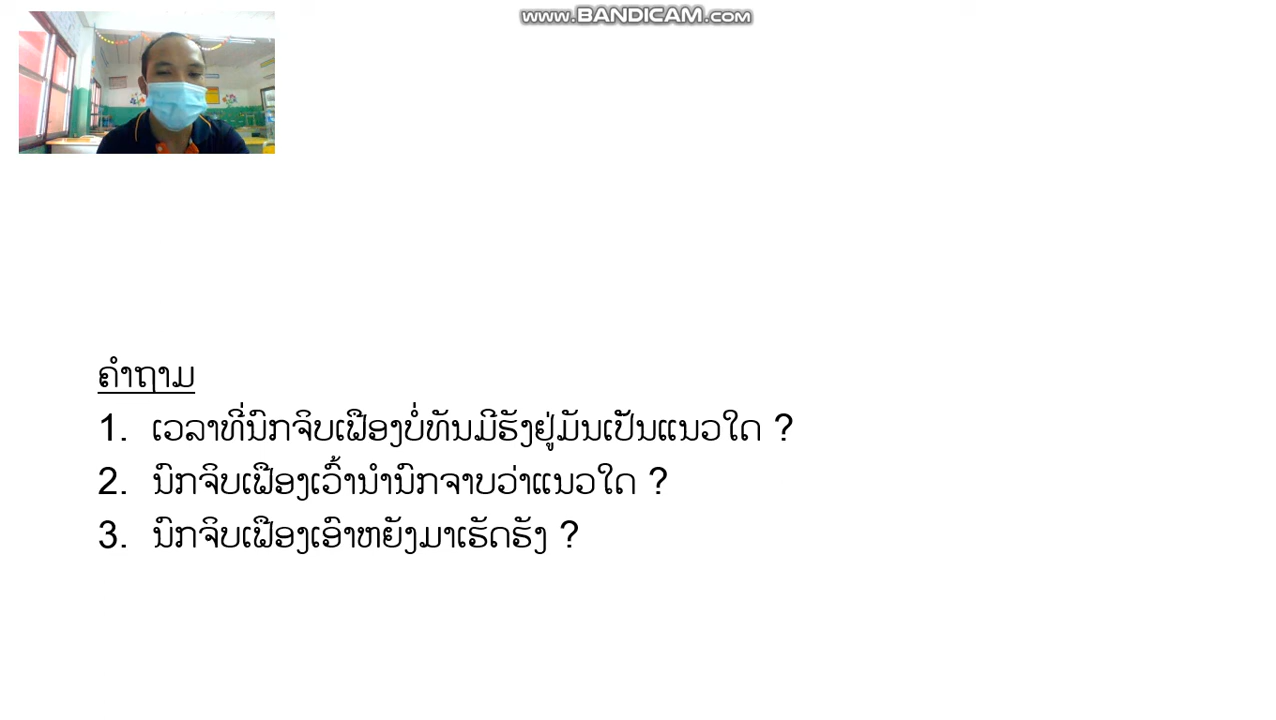 www.BANDICAM.com
ຄຳຖາມ
1. ເວລາທີ່ນົກຈິບເຟືອງບໍ່ທັນມີຮັງຢູ່ມັນເປັນແນວໃດ ?
2. ນົກຈິບເຟືອງເວົ້ານຳນົກຈາບວ່າແນວໃດ ?
3. ນົກຈິບເຟືອງເອົາຫຍັງມາເຮັດຮັງ ?